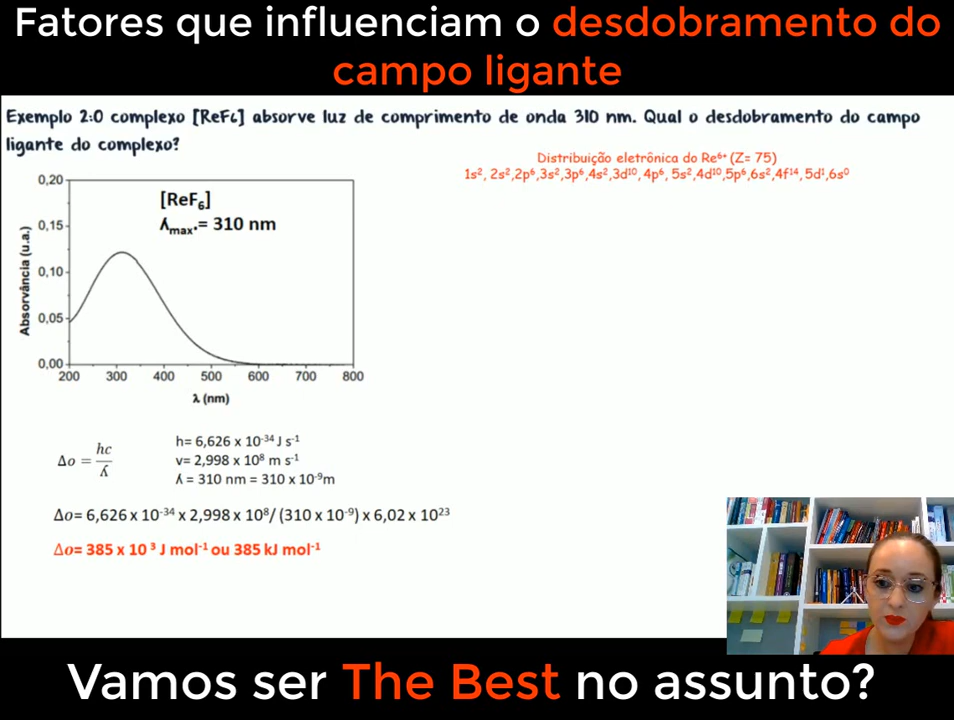 Fatores que influenciam o desdobramento do
campo ligante
Exemplo 2:O complexo [ReF₆] absorve luz de comprimento de onda 310 nm. Qual o desdobramento do campo
ligante do complexo?
Distribuição eletrônica do Re⁶⁺ (Z= 75)
1s², 2s²,2p⁶,3s²,3p⁶,4s²,3d¹⁰, 4p⁶, 5s²,4d¹⁰,5p⁶,6s²,4f¹⁴, 5d¹,6s⁰
[ReF₆]
ʎmax·= 310 nm
Absorvância (u.a.)
0,20
0,15
0,10
0,05
0,00
200 300 400 500 600 700 800
λ (nm)
Δo = hc/ʎ
h= 6,626 x 10⁻³⁴ J s⁻¹
v= 2,998 x 10⁸ m s⁻¹
ʎ = 310 nm = 310 x 10⁻⁹m
Δo= 6,626 x 10⁻³⁴ x 2,998 x 10⁸/ (310 x 10⁻⁹) x 6,02 x 10²³
Δo= 385 x 10 ³ J mol⁻¹ ou 385 kJ mol⁻¹
Vamos ser The Best no assunto?